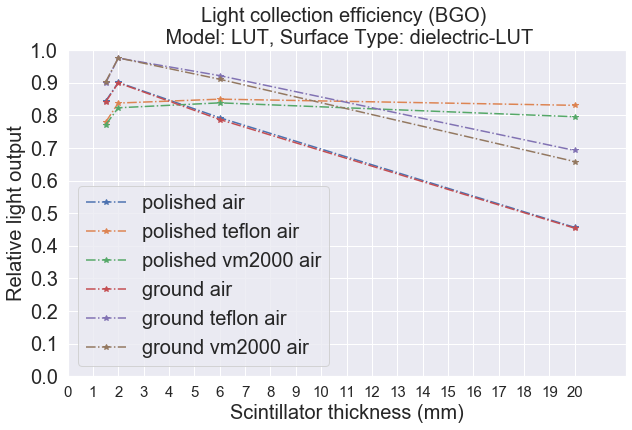 Light collection efficiency (BGO)
Model: LUT, Surface Type: dielectric-LUT
Relative light output
1.0
0.9
0.8
0.7
0.6
0.5
0.4
0.3
0.2
0.1
0.0
polished air
polished teflon air
polished vm2000 air
ground air
ground teflon air
ground vm2000 air
0 1 2 3 4 5 6 7 8 9 10 11 12 13 14 15 16 17 18 19 20
Scintillator thickness (mm)